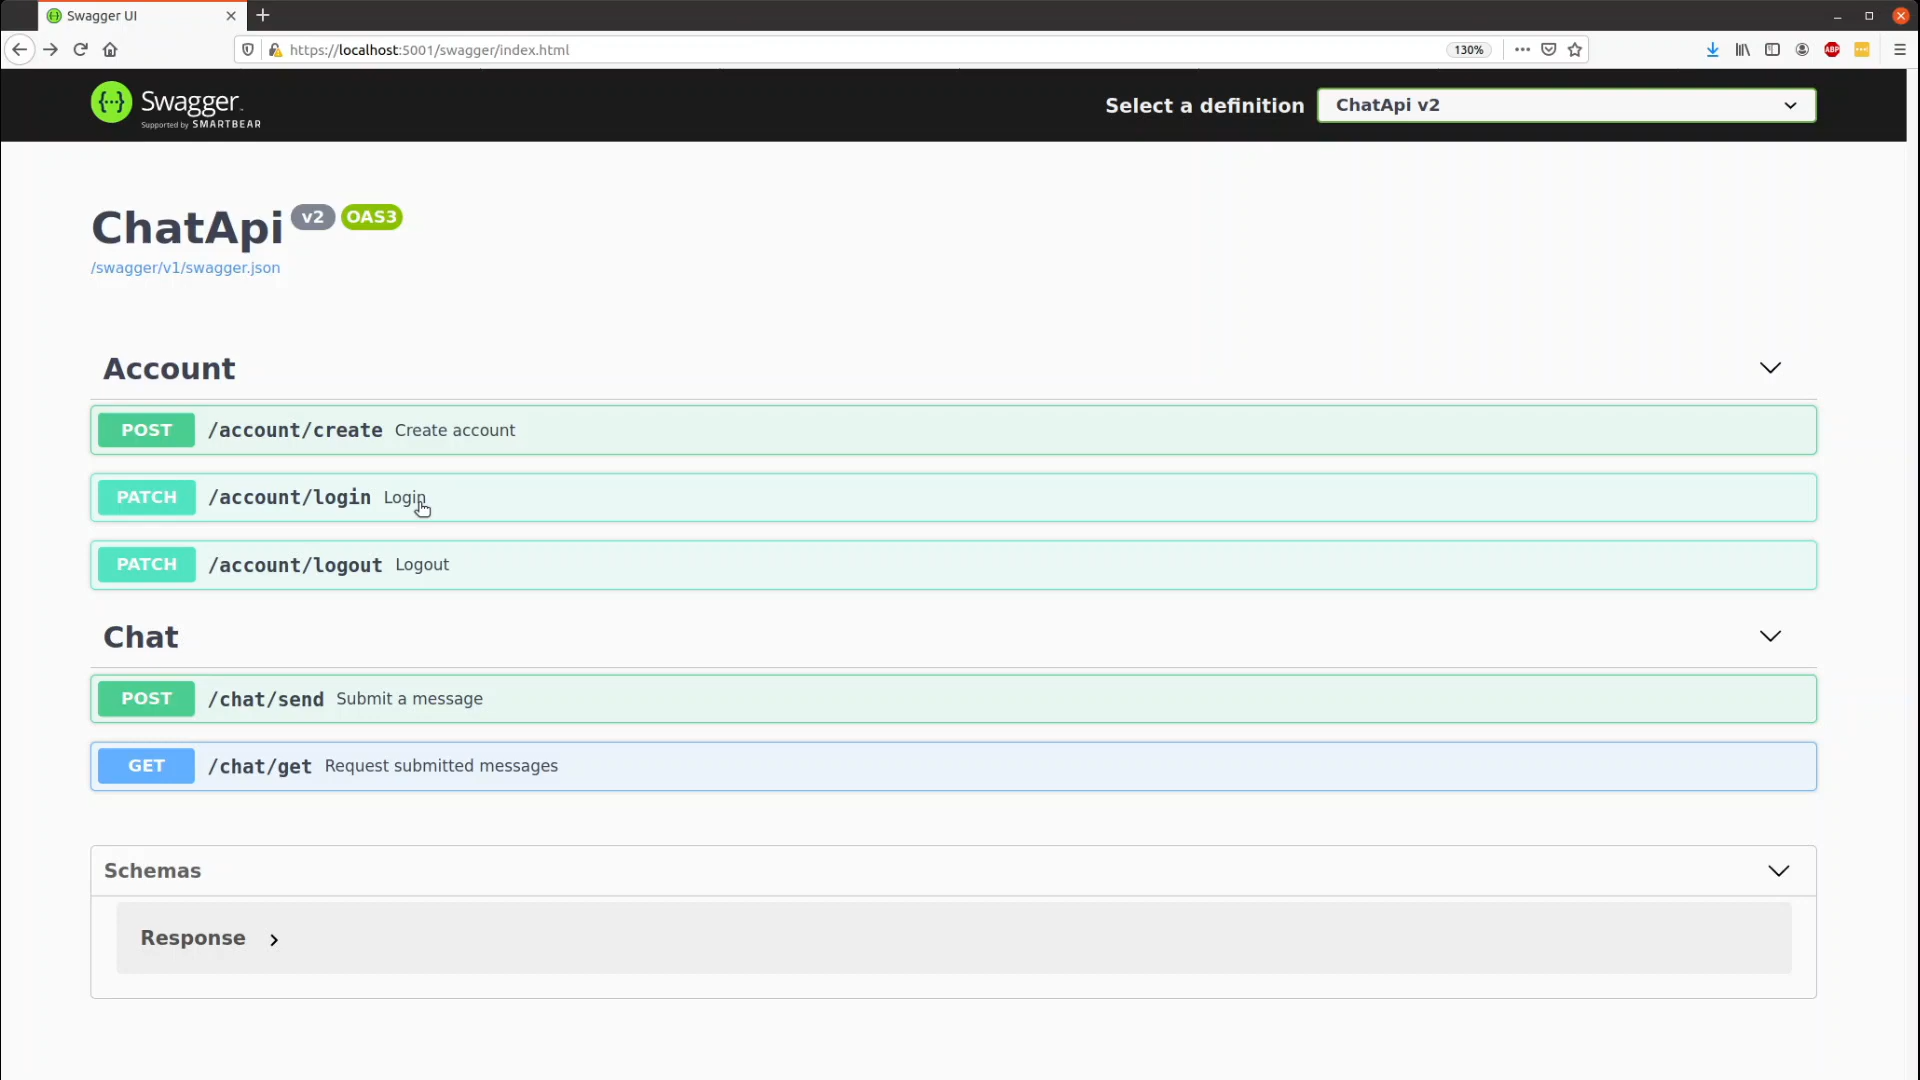 Swagger UI
https://localhost:5001/swagger/index.html
130%
ABP
Swagger
Supported by SMARTBEAR
Select a definition
ChatApi v2
ChatApi v2 OAS3
/swagger/v1/swagger.json
Account
POST /account/create Create account
PATCH /account/login Login
PATCH /account/logout Logout
Chat
POST /chat/send Submit a message
GET /chat/get Request submitted messages
Schemas
Response